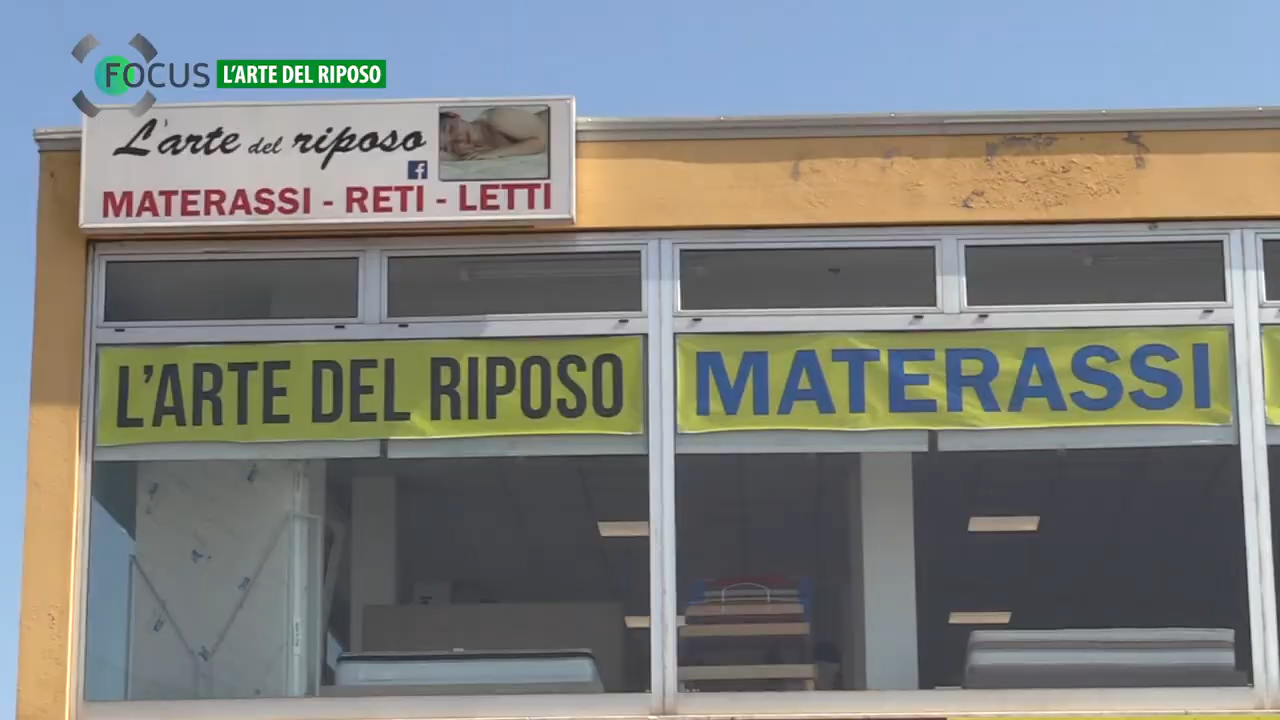 FOCUS L'ARTE DEL RIPOSO
L'arte del riposo
f
MATERASSI - RETI - LETTI
L'ARTE DEL RIPOSO MATERASSI